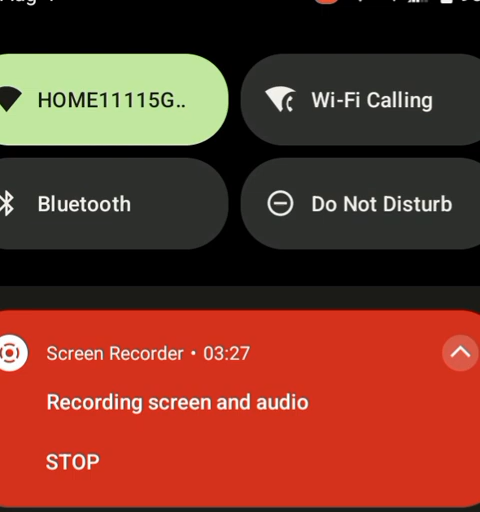 HOME11115G..
Wi-Fi Calling
Bluetooth
Do Not Disturb
Screen Recorder • 03:27
Recording screen and audio
STOP